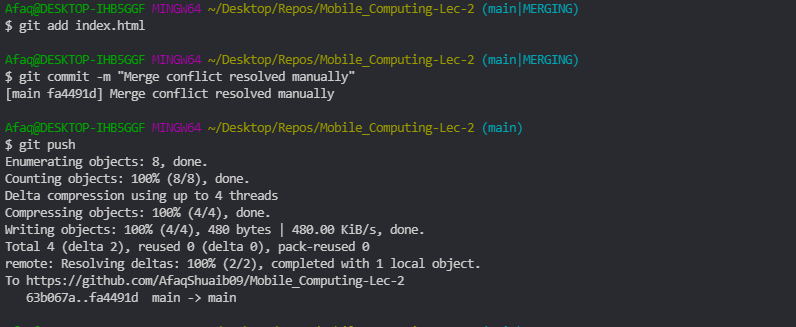 Afaq@DESKTOP-IHB5GGF MINGW64 ~/Desktop/Repos/Mobile_Computing-Lec-2 (main|MERGING)
$ git add index.html
Afaq@DESKTOP-IHB5GGF MINGW64 ~/Desktop/Repos/Mobile_Computing-Lec-2 (main|MERGING)
$ git commit -m "Merge conflict resolved manually"
[main fa4491d] Merge conflict resolved manually
Afaq@DESKTOP-IHB5GGF MINGW64 ~/Desktop/Repos/Mobile_Computing-Lec-2 (main)
$ git push
Enumerating objects: 8, done.
Counting objects: 100% (8/8), done.
Delta compression using up to 4 threads
Compressing objects: 100% (4/4), done.
Writing objects: 100% (4/4), 480 bytes | 480.00 KiB/s, done.
Total 4 (delta 2), reused 0 (delta 0), pack-reused 0
remote: Resolving deltas: 100% (2/2), completed with 1 local object.
To https://github.com/AfaqShuaib09/Mobile_Computing-Lec-2
   63b067a..fa4491d  main -> main